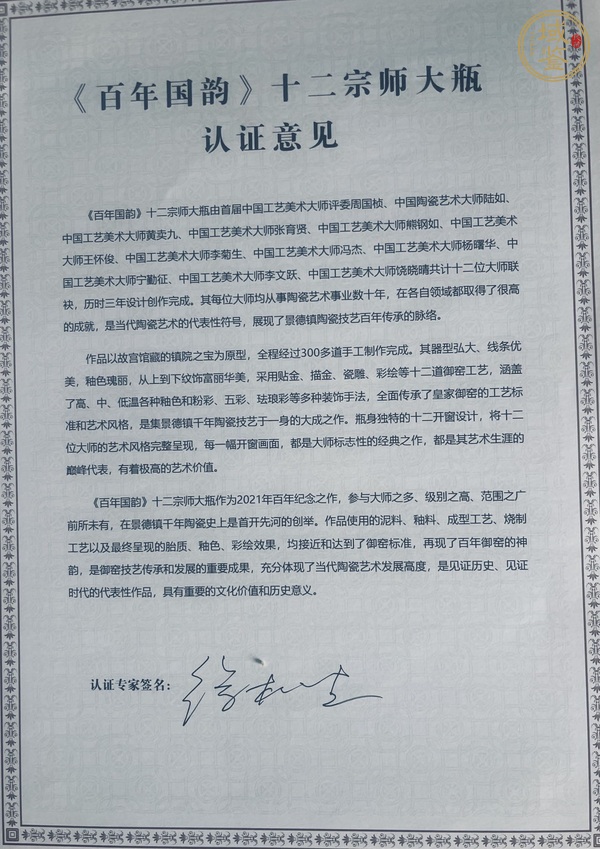 《百年国韵》十二宗师大瓶
认证意见
《百年国韵》十二宗师大瓶由首届中国工艺美术大师评委周国桢、中国陶瓷艺术大师陆如、
中国工艺美术大师黄卖九、中国工艺美术大师张育贤、中国工艺美术大师熊钢如、中国工艺美术
大师王怀俊、中国工艺美术大师李菊生、中国工艺美术大师冯杰、中国工艺美术大师杨曙华、中
国工艺美术大师宁勤征、中国工艺美术大师李文跃、中国工艺美术大师饶晓晴共计十二位大师联
袂，历时三年设计创作完成。其每位大师均从事陶瓷艺术事业数十年，在各自领域都取得了很高
的成就，是当代陶瓷艺术的代表性符号，展现了景德镇陶瓷技艺百年传承的脉络。
作品以故宫馆藏的镇院之宝为原型，全程经过300多道手工制作完成。其器型弘大、线条优
美，釉色瑰丽，从上到下纹饰富丽华美，采用贴金、描金、瓷雕、彩绘等十二道御窑工艺，涵盖
了高、中、低温各种釉色和粉彩、五彩、珐琅彩等多种装饰手法，全面传承了皇家御窑的工艺标
准和艺术风格，是集景德镇千年陶瓷技艺于一身的大成之作。瓶身独特的十二开窗设计，将十二
位大师的艺术风格完整呈现，每一幅开窗画面，都是大师标志性的经典之作，都是其艺术生涯的
巅峰代表，有着极高的艺术价值。
《百年国韵》十二宗师大瓶作为2021年百年纪念之作，参与大师之多、级别之高、范围之广
前所未有，在景德镇千年陶瓷史上是首开先河的创举。作品使用的泥料、釉料、成型工艺、烧制
工艺以及最终呈现的胎质、釉色、彩绘效果，均接近和达到了御窑标准，再现了百年御窑的神
韵，是御窑技艺传承和发展的重要成果，充分体现了当代陶瓷艺术发展高度，是见证历史、见证
时代的代表性作品，具有重要的文化价值和历史意义。
认证专家签名：